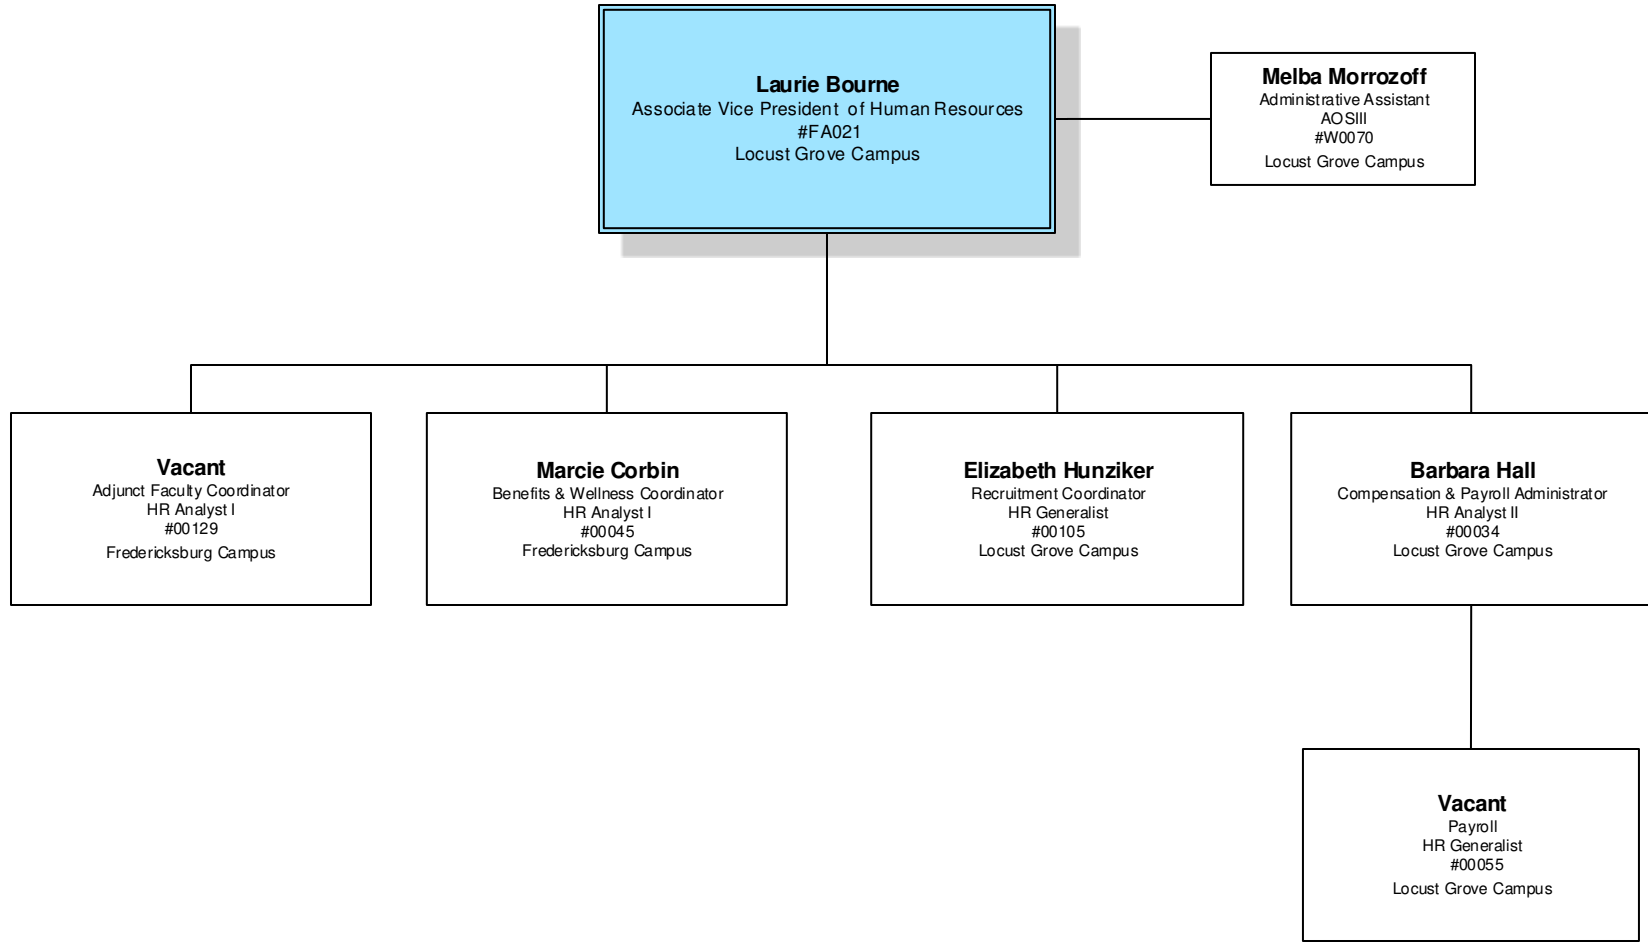 Laurie Bourne
Associate Vice President of Human Resources
#FA021
Locust Grove Campus
Melba Morrozoff
Administrative Assistant
AOSIII
#W0070
Locust Grove Campus
Vacant
Adjunct Faculty Coordinator
HR Analyst I
#00129
Fredericksburg Campus
Marcie Corbin
Benefits & Wellness Coordinator
HR Analyst I
#00045
Fredericksburg Campus
Elizabeth Hunziker
Recruitment Coordinator
HR Generalist
#00105
Locust Grove Campus
Barbara Hall
Compensation & Payroll Administrator
HR Analyst II
#00034
Locust Grove Campus
Vacant
Payroll
HR Generalist
#00055
Locust Grove Campus